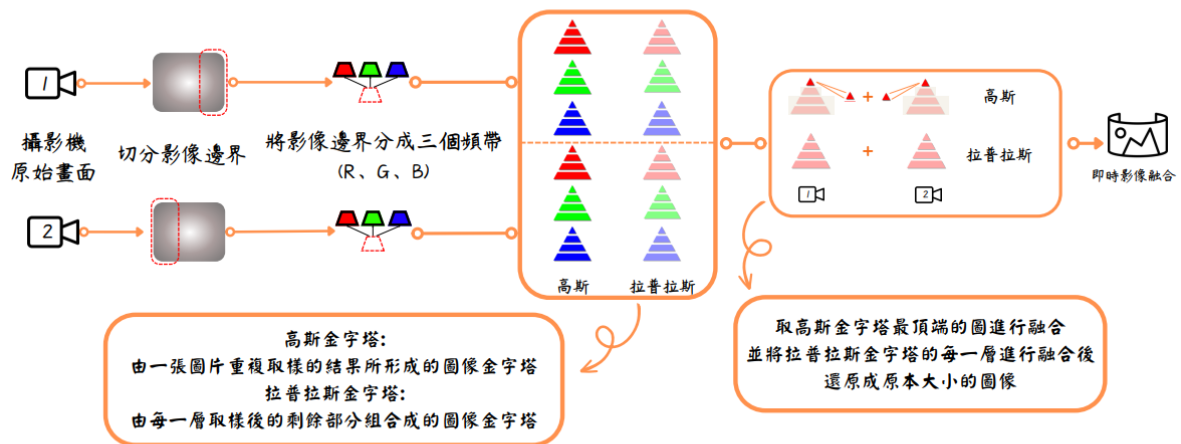 1
攝影機
原始畫面
切分影像邊界
將影像邊界分成三個頻帶
(R、G、B)
2
高斯
拉普拉斯
+
高斯
+
拉普拉斯
1
2
即時影像融合
高斯金字塔:
由一張圖片重複取樣的結果所形成的圖像金字塔
拉普拉斯金字塔:
由每一層取樣後的剩餘部分組合成的圖像金字塔
取高斯金字塔最頂端的圖進行融合
並將拉普拉斯金字塔的每一層進行融合後
還原成原本大小的圖像